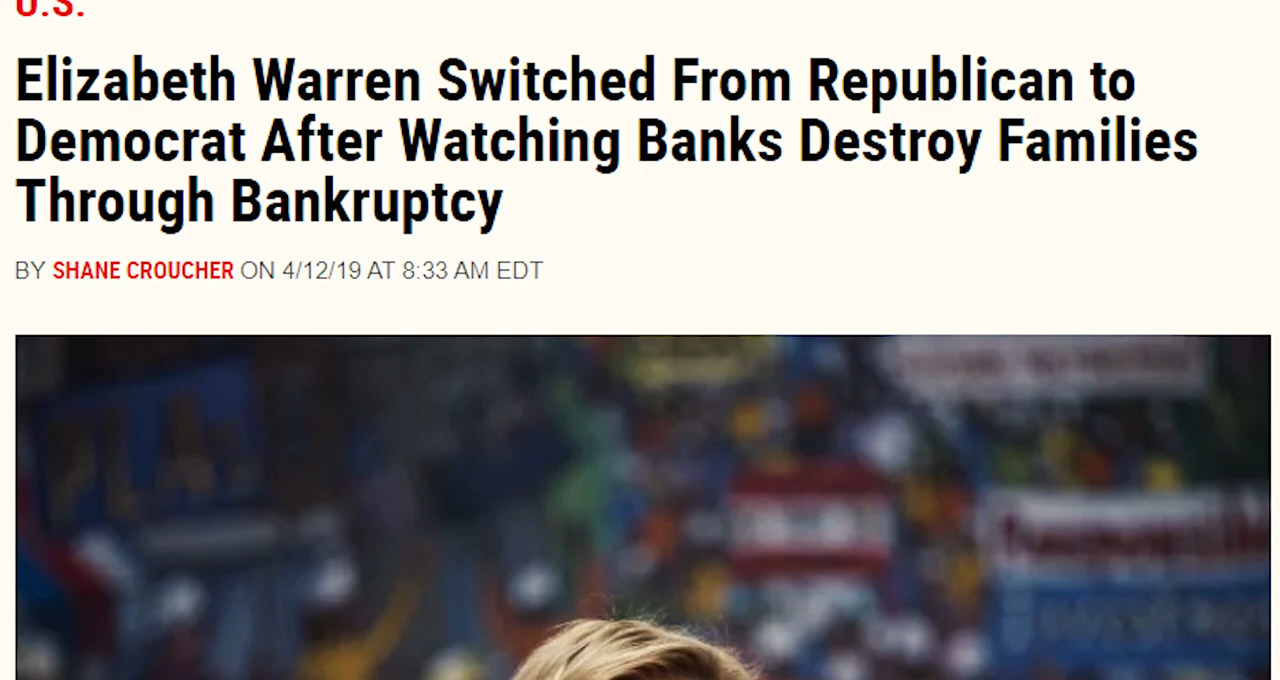 U.S.
Elizabeth Warren Switched From Republican to
Democrat After Watching Banks Destroy Families
Through Bankruptcy
BY SHANE CROUCHER ON 4/12/19 AT 8:33 AM EDT